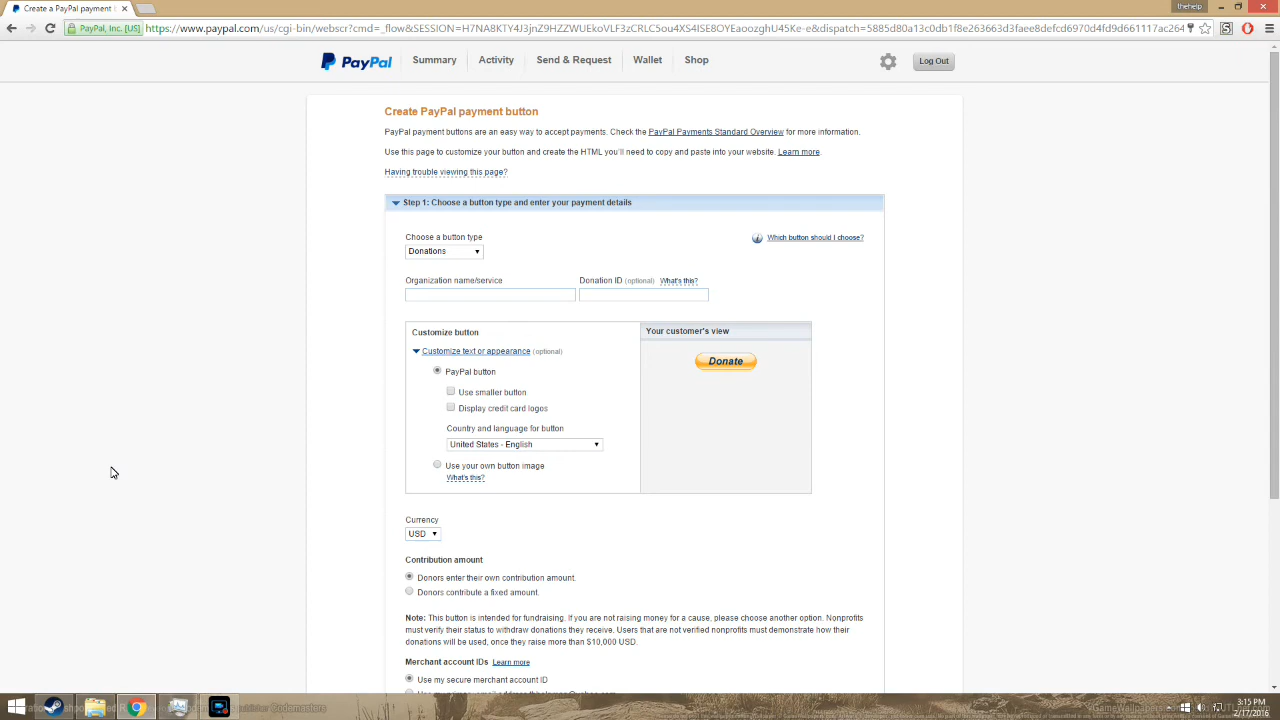 Create a PayPal payment b
thehelp
PayPal, Inc. [US]
https://www.paypal.com/us/cgi-bin/webscr?cmd=_flow&SESSION=H7NA8KTY4J3jnZ9HZZWUEkoVLF3zCRLC5ou4XS4ISE8OYEaoozghU45Ke-e&dispatch=5885d80a13c0db1f8e263663d3faee8defcd6970d4fd9d661117ac2649
PayPal
Summary
Activity
Send & Request
Wallet
Shop
Log Out
Create PayPal payment button
PayPal payment buttons are an easy way to accept payments. Check the PayPal Payments Standard Overview for more information.
Use this page to customize your button and create the HTML you'll need to copy and paste into your website. Learn more.
Having trouble viewing this page?
Step 1: Choose a button type and enter your payment details
Choose a button type
Which button should I choose?
Donations
Organization name/service
Donation ID (optional) What's this?
Customize button
Your customer's view
Customize text or appearance (optional)
Donate
PayPal button
Use smaller button
Display credit card logos
Country and language for button
United States - English
Use your own button image
What's this?
Currency
USD
Contribution amount
Donors enter their own contribution amount.
Donors contribute a fixed amount.
Note: This button is intended for fundraising. If you are not raising money for a cause, please choose another option. Nonprofits
must verify their status to withdraw donations they receive. Users that are not verified nonprofits must demonstrate how their
donations will be used, once they raise more than $10,000 USD.
Merchant account IDs Learn more
Use my secure merchant account ID
Codemasters
3:15 PM
2/17/2016